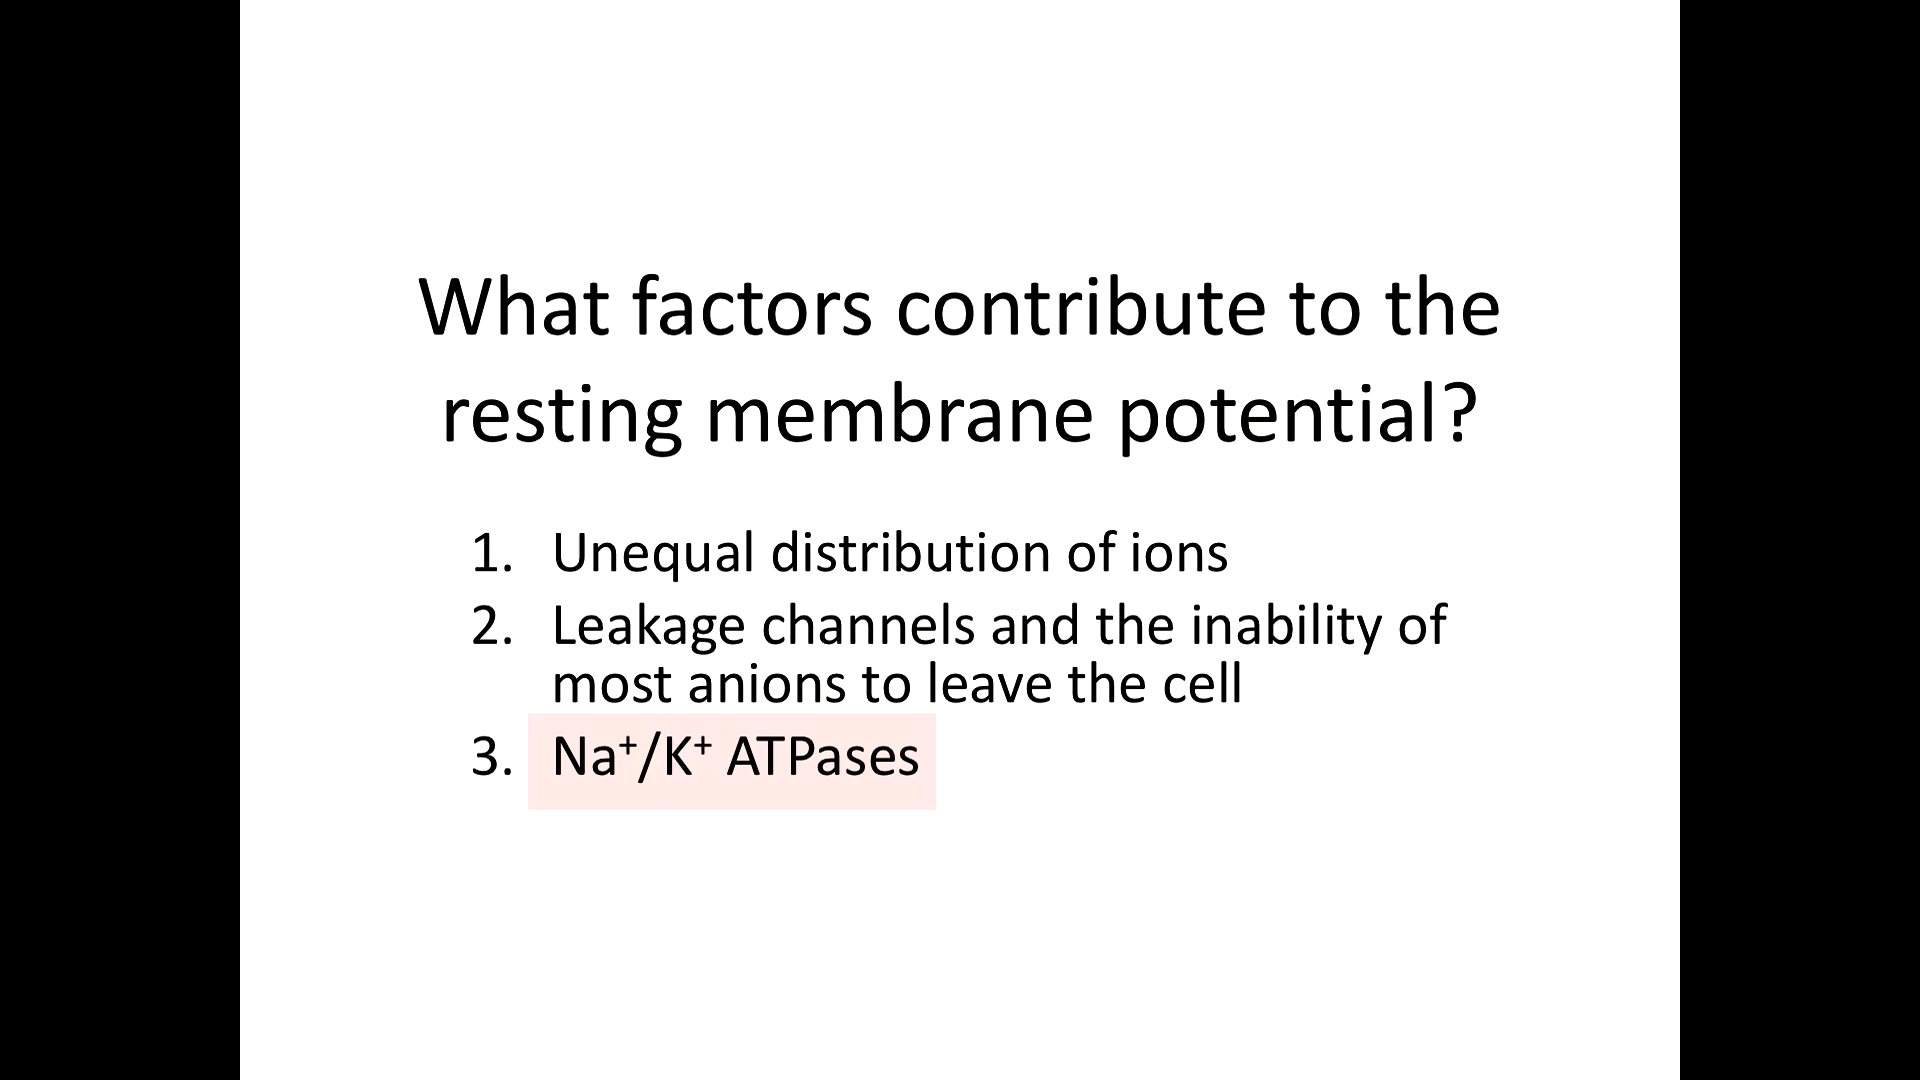 What factors contribute to the
resting membrane potential?
1. Unequal distribution of ions
2. Leakage channels and the inability of
most anions to leave the cell
3. Na⁺/K⁺ ATPases